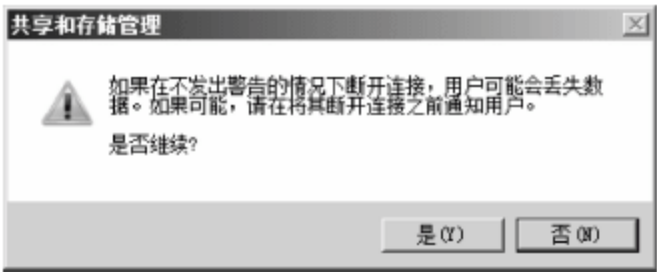 共享和存储管理
如果在不发出警告的情况下断开连接，用户可能会丢失数
据。如果可能，请在将其断开连接之前通知用户。
是否继续?
是(Y) 否(N)